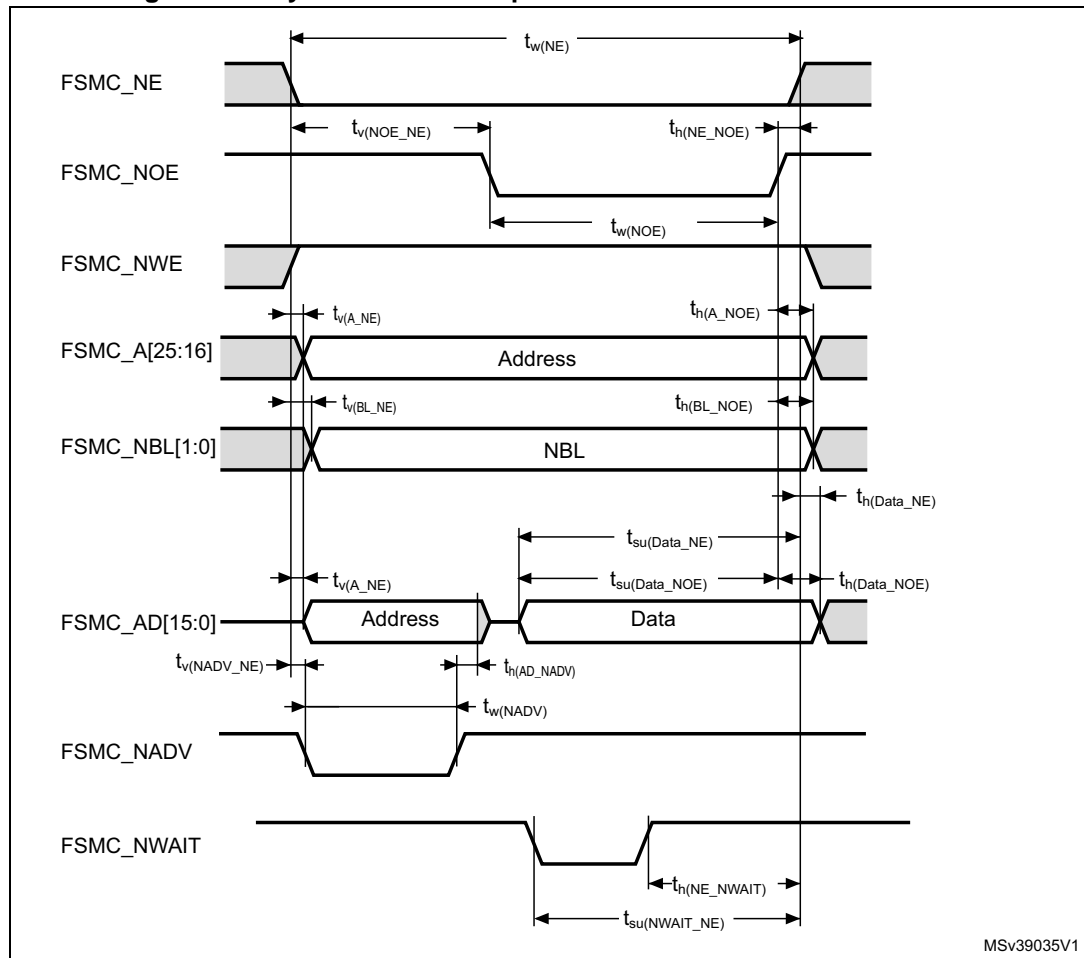 t_w(NE)
FSMC_NE
t_v(NOE_NE) t_h(NE_NOE)
FSMC_NOE
t_w(NOE)
FSMC_NWE
t_v(A_NE) t_h(A_NOE)
FSMC_A[25:16] Address
t_v(BL_NE) t_h(BL_NOE)
FSMC_NBL[1:0] NBL
t_h(Data_NE)
t_su(Data_NE)
t_v(A_NE) t_su(Data_NOE) t_h(Data_NOE)
FSMC_AD[15:0] Address Data
t_v(NADV_NE) t_h(AD_NADV)
t_w(NADV)
FSMC_NADV
FSMC_NWAIT
t_h(NE_NWAIT)
t_su(NWAIT_NE)
MSv39035V1